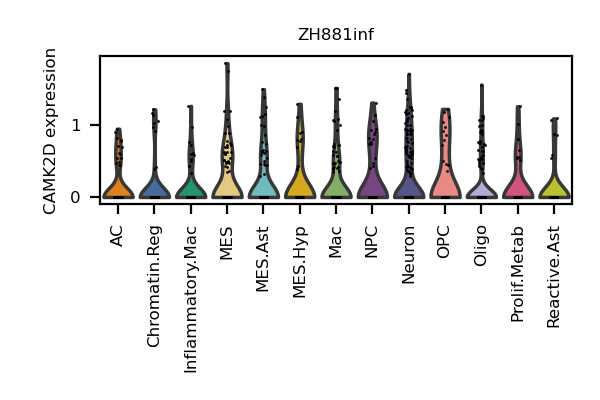 ZH881inf
CAMK2D expression
1
0
AC
Chromatin.Reg
Inflammatory.Mac
MES
MES.Ast
MES.Hyp
Mac
NPC
Neuron
OPC
Oligo
Prolif.Metab
Reactive.Ast